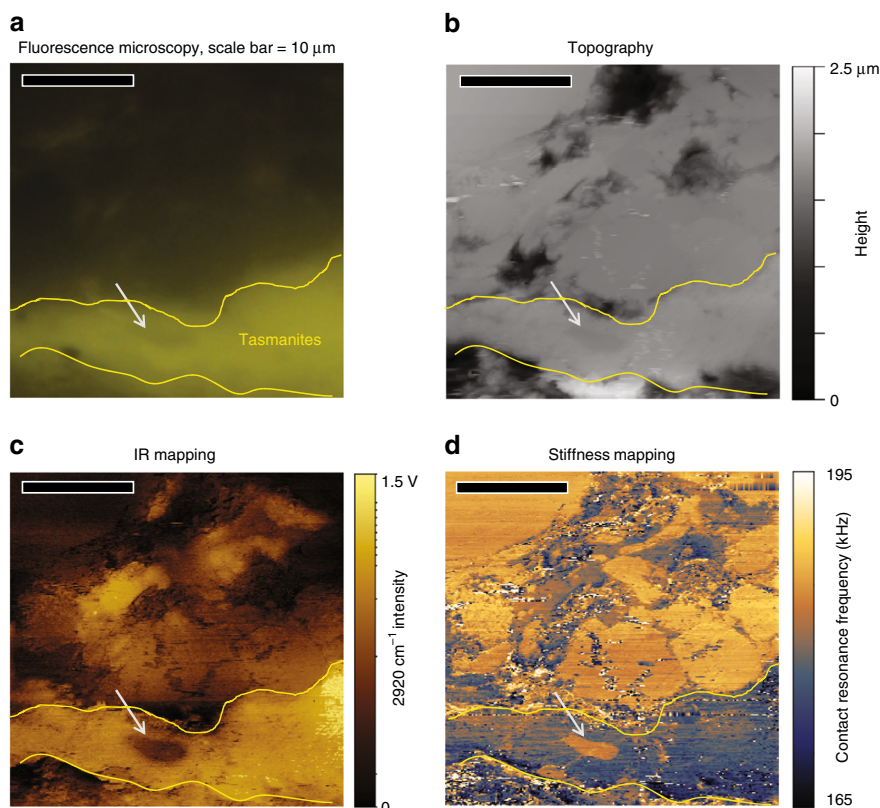 a
Fluorescence microscopy, scale bar = 10 μm
Tasmanites
b
Topography
2.5 μm
Height
0
c
IR mapping
1.5 V
2920 cm⁻¹ intensity
0
d
Stiffness mapping
195
Contact resonance frequency (kHz)
165